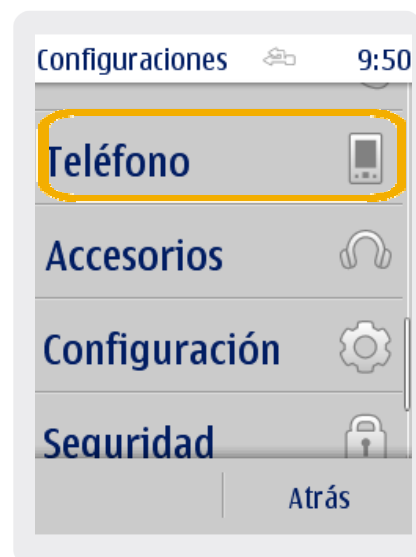 Configuraciones 9:50
Teléfono
Accesorios
Configuración
Seguridad
Atrás